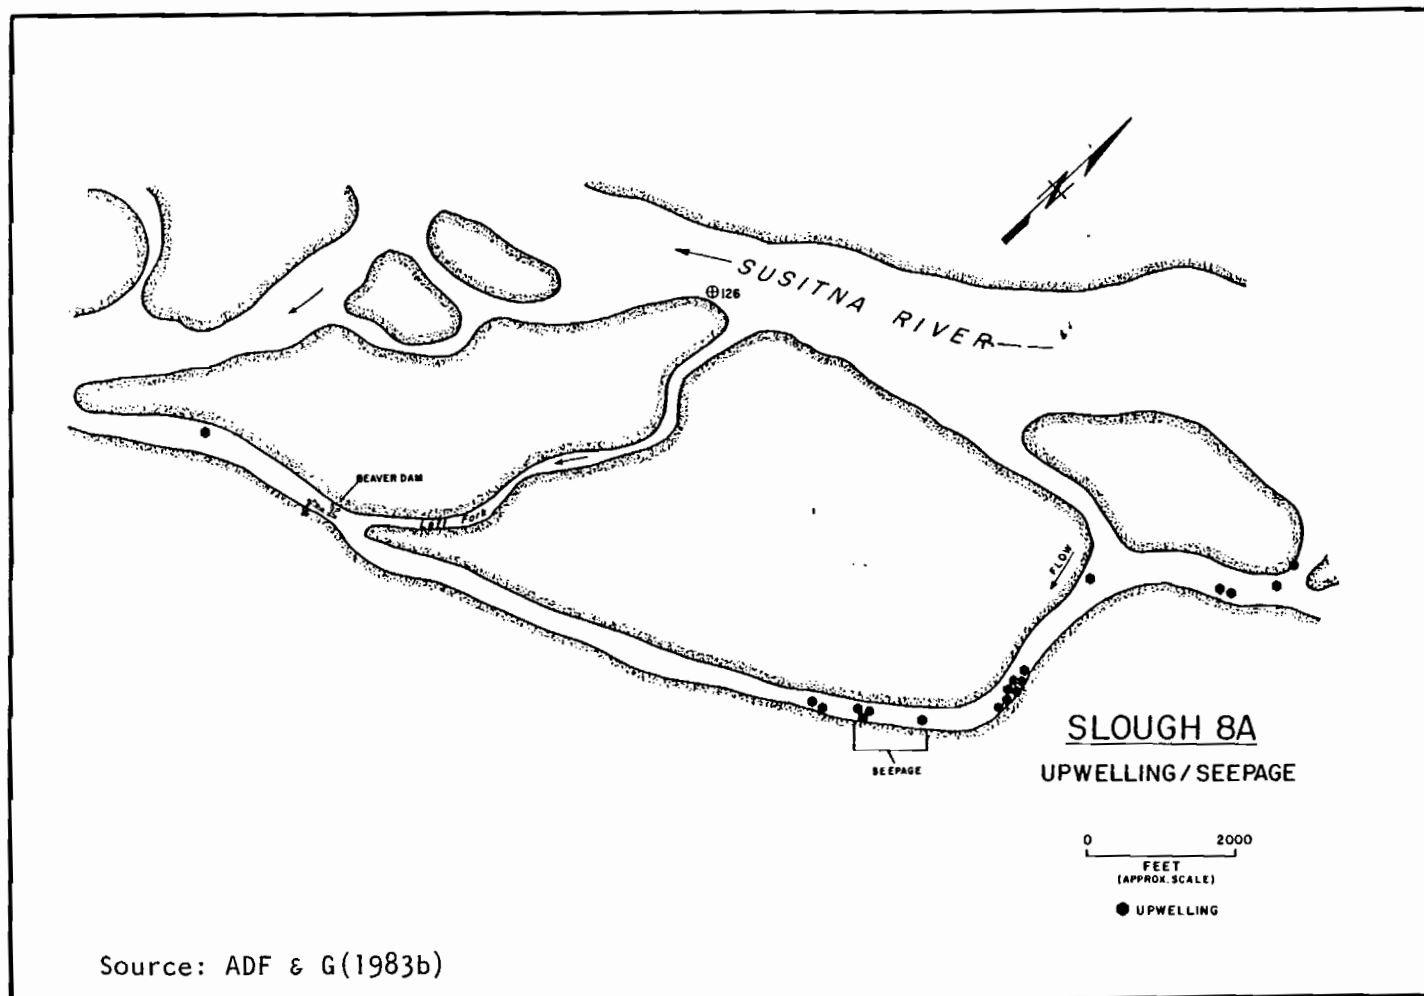 126
SUSITNA RIVER
BEAVER DAM
Left Fork
FLOW
SEEPAGE
SLOUGH 8A
UPWELLING/SEEPAGE
0 2000
FEET
(APPROX. SCALE)
UPWELLING
Source: ADF & G(1983b)